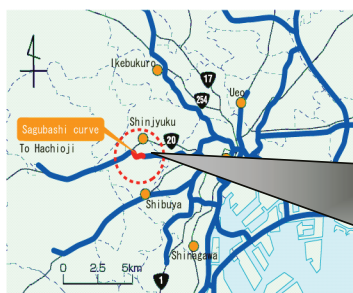 Ikebukuro
17
254
Ueo
Shinjyuku
Sagubashi curve
20
To Hachioji
Shibuya
Shinagawa
0 2.5 5km
1